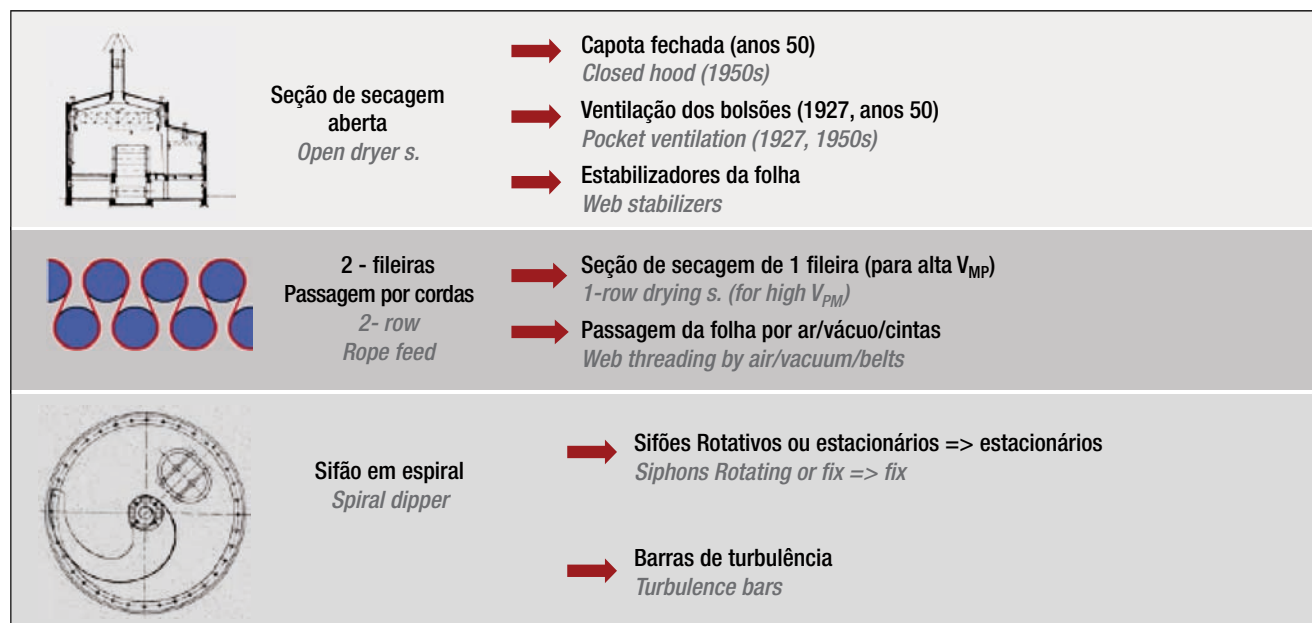 Seção de secagem
aberta
Open dryer s.
Capota fechada (anos 50)
Closed hood (1950s)
Ventilação dos bolsões (1927, anos 50)
Pocket ventilation (1927, 1950s)
Estabilizadores da folha
Web stabilizers
2 - fileiras
Passagem por cordas
2- row
Rope feed
Seção de secagem de 1 fileira (para alta VMP)
1-row drying s. (for high VPM)
Passagem da folha por ar/vácuo/cintas
Web threading by air/vacuum/belts
Sifão em espiral
Spiral dipper
Sifões Rotativos ou estacionários => estacionários
Siphons Rotating or fix => fix
Barras de turbulência
Turbulence bars